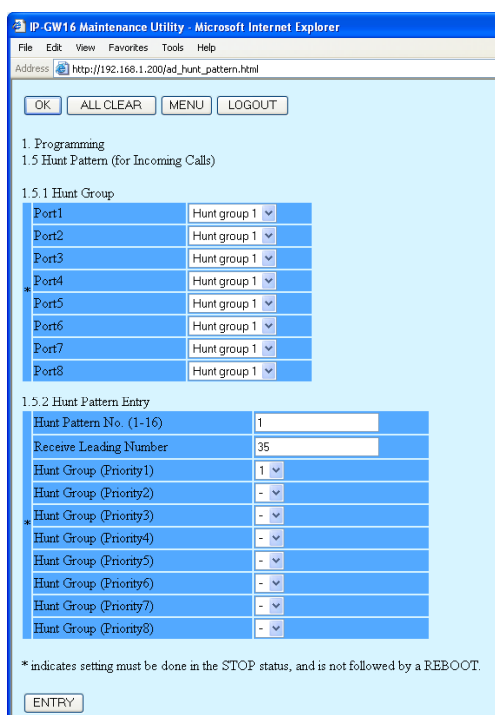 IP-GW16 Maintenance Utility - Microsoft Internet Explorer
File Edit View Favorites Tools Help
Address http://192.168.1.200/ad_hunt_pattern.html
OK ALL CLEAR MENU LOGOUT
1. Programming
1.5 Hunt Pattern (for Incoming Calls)
1.5.1 Hunt Group
Port1 Hunt group 1
Port2 Hunt group 1
Port3 Hunt group 1
* Port4 Hunt group 1
Port5 Hunt group 1
Port6 Hunt group 1
Port7 Hunt group 1
Port8 Hunt group 1
1.5.2 Hunt Pattern Entry
Hunt Pattern No. (1-16) 1
Receive Leading Number 35
Hunt Group (Priority1) 1
Hunt Group (Priority2) -
* Hunt Group (Priority3) -
Hunt Group (Priority4) -
Hunt Group (Priority5) -
Hunt Group (Priority6) -
Hunt Group (Priority7) -
Hunt Group (Priority8) -
* indicates setting must be done in the STOP status, and is not followed by a REBOOT.
ENTRY